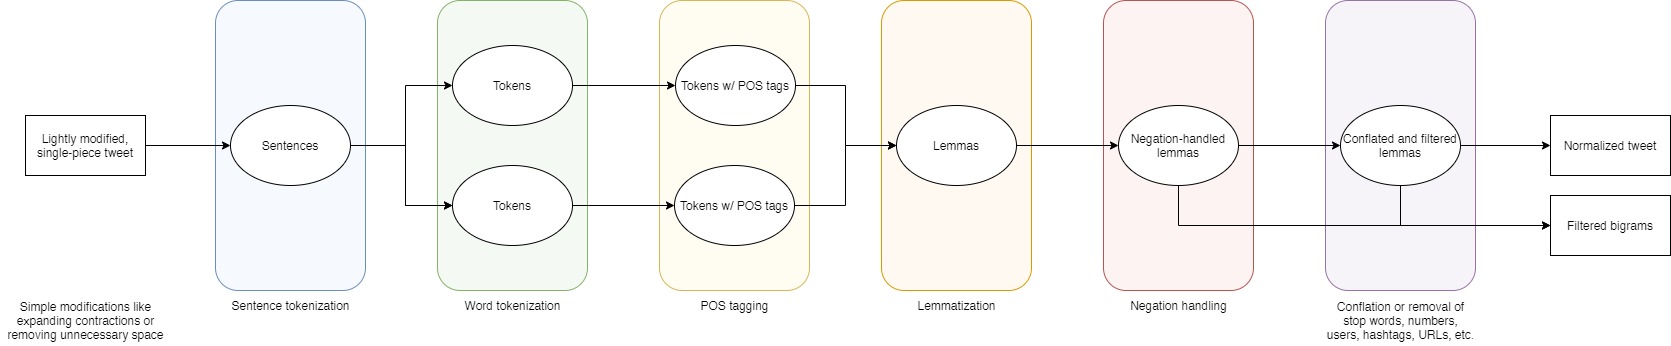 Lightly modified,
single-piece tweet
Sentences
Tokens
Tokens
Tokens w/ POS tags
Tokens w/ POS tags
Lemmas
Negation-handled
lemmas
Conflated and filtered
lemmas
Normalized tweet
Filtered bigrams
Simple modifications like
expanding contractions or
removing unnecessary space
Sentence tokenization
Word tokenization
POS tagging
Lemmatization
Negation handling
Conflation or removal of
stop words, numbers,
users, hashtags, URLs, etc.